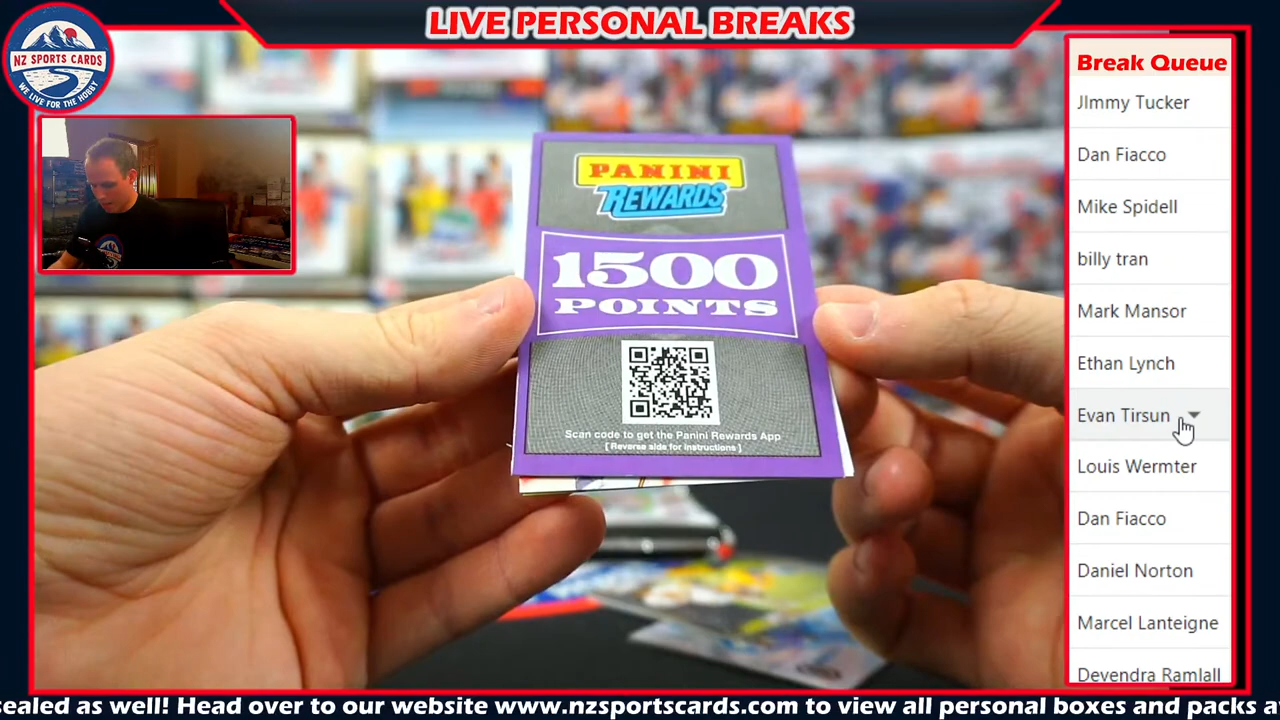 LIVE PERSONAL BREAKS
NZ SPORTS CARDS
WE LIVE FOR THE HOBBY
PANINI
REWARDS
1500
POINTS
Scan code to get the Panini Rewards App
[ Reverse side for instructions ]
Break Queue
JImmy Tucker
Dan Fiacco
Mike Spidell
billy tran
Mark Mansor
Ethan Lynch
Evan Tirsun
Louis Wermter
Dan Fiacco
Daniel Norton
Marcel Lanteigne
Devendra Ramlall
sealed as well! Head over to our website www.nzsportscards.com to view all personal boxes and packs a